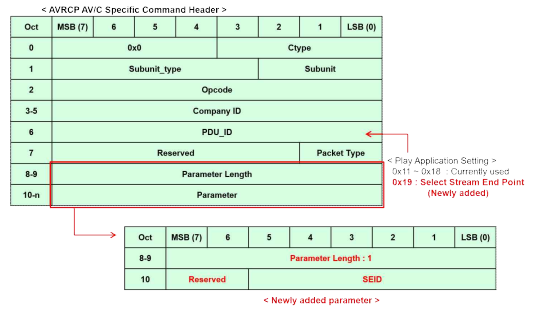 < AVRCP AV/C Specific Command Header >
Oct MSB (7) 6 5 4 3 2 1 LSB (0)
0 0x0 Ctype
1 Subunit_type Subunit
2 Opcode
3-5 Company ID
6 PDU_ID
7 Reserved Packet Type
8-9 Parameter Length
10-n Parameter
< Play Application Setting >
0x11 ~ 0x18 : Currently used
0x19 : Select Stream End Point
(Newly added)
Oct MSB (7) 6 5 4 3 2 1 LSB (0)
8-9 Parameter Length : 1
10 Reserved SEID
< Newly added parameter >